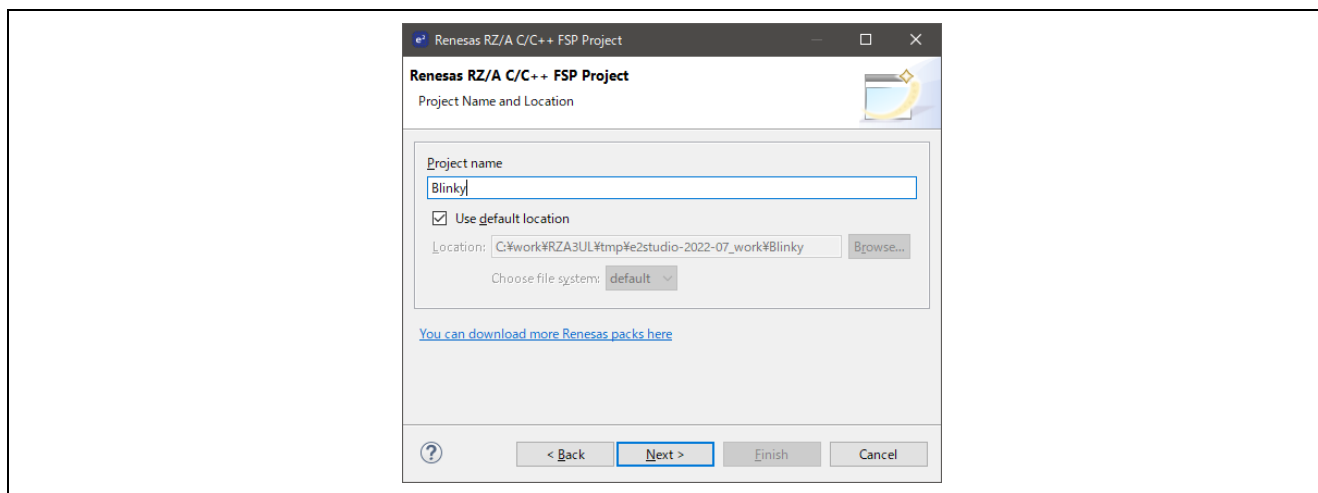 e² Renesas RZ/A C/C++ FSP Project
Renesas RZ/A C/C++ FSP Project
Project Name and Location
Project name
Blinky
Use default location
Location: C:¥work¥RZA3UL¥tmp¥e2studio-2022-07_work¥Blinky Browse...
Choose file system: default
You can download more Renesas packs here
? < Back Next > Finish Cancel